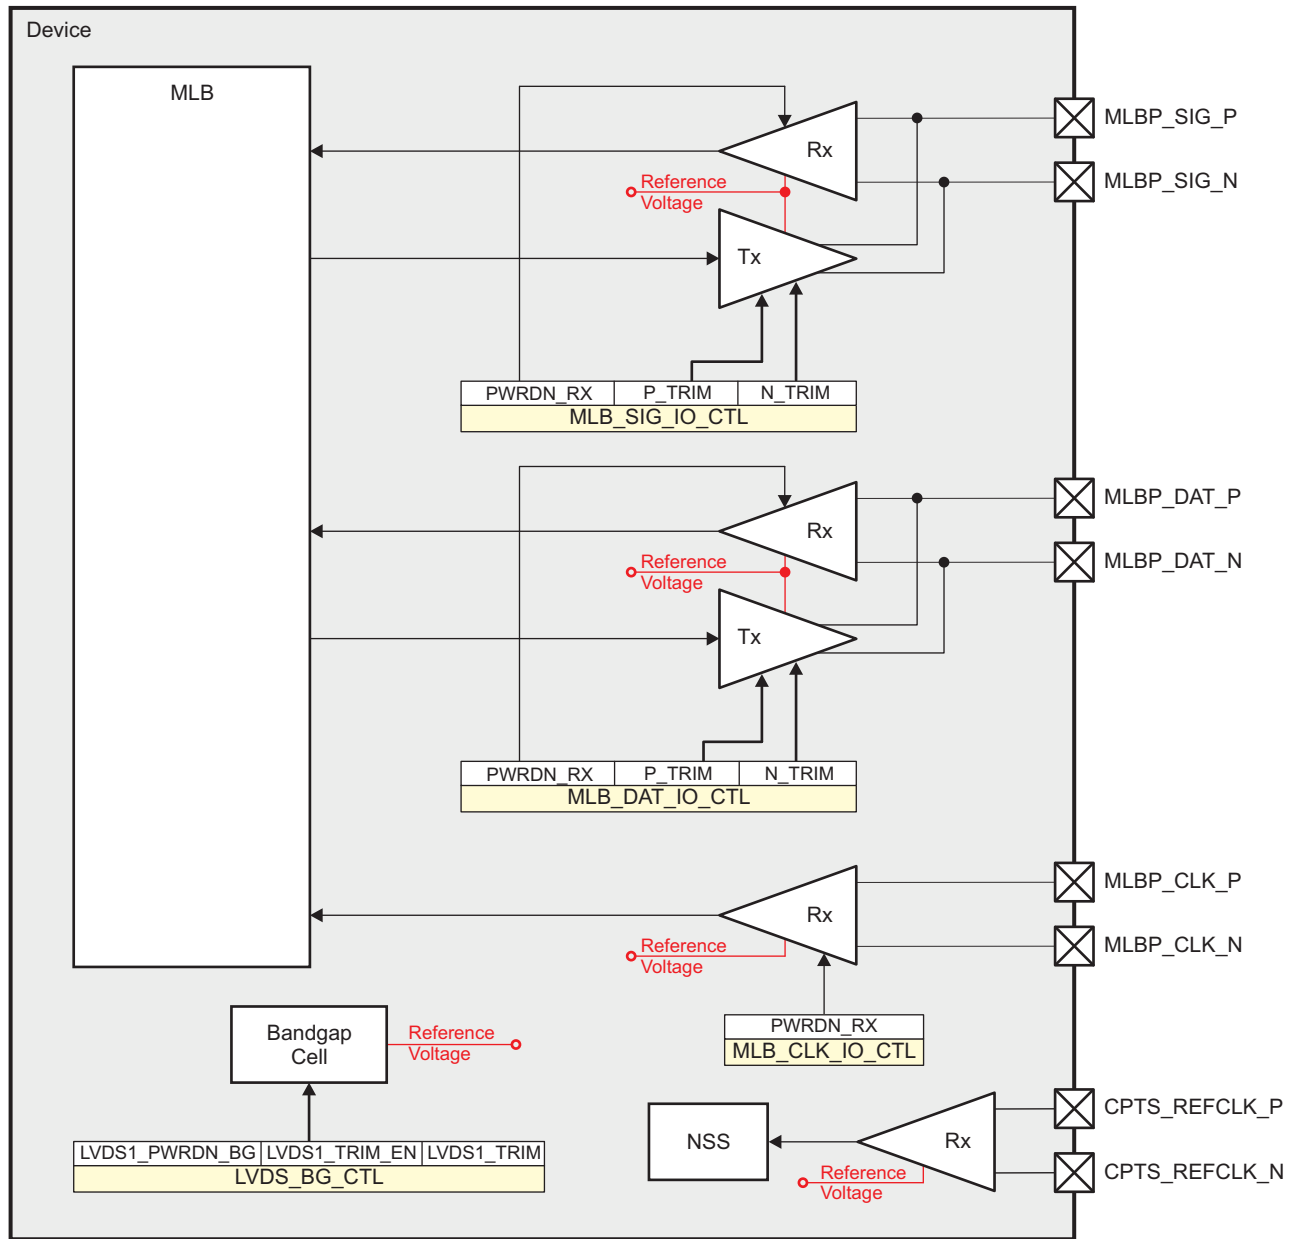 Device
MLB
Rx
MLBP_SIG_P
MLBP_SIG_N
Reference
Voltage
Tx
PWRDN_RX P_TRIM N_TRIM
MLB_SIG_IO_CTL
Rx
MLBP_DAT_P
MLBP_DAT_N
Reference
Voltage
Tx
PWRDN_RX P_TRIM N_TRIM
MLB_DAT_IO_CTL
Rx
MLBP_CLK_P
MLBP_CLK_N
Reference
Voltage
PWRDN_RX
MLB_CLK_IO_CTL
Bandgap
Cell
Reference
Voltage
LVDS1_PWRDN_BG LVDS1_TRIM_EN LVDS1_TRIM
LVDS_BG_CTL
NSS
Rx
Reference
Voltage
CPTS_REFCLK_P
CPTS_REFCLK_N